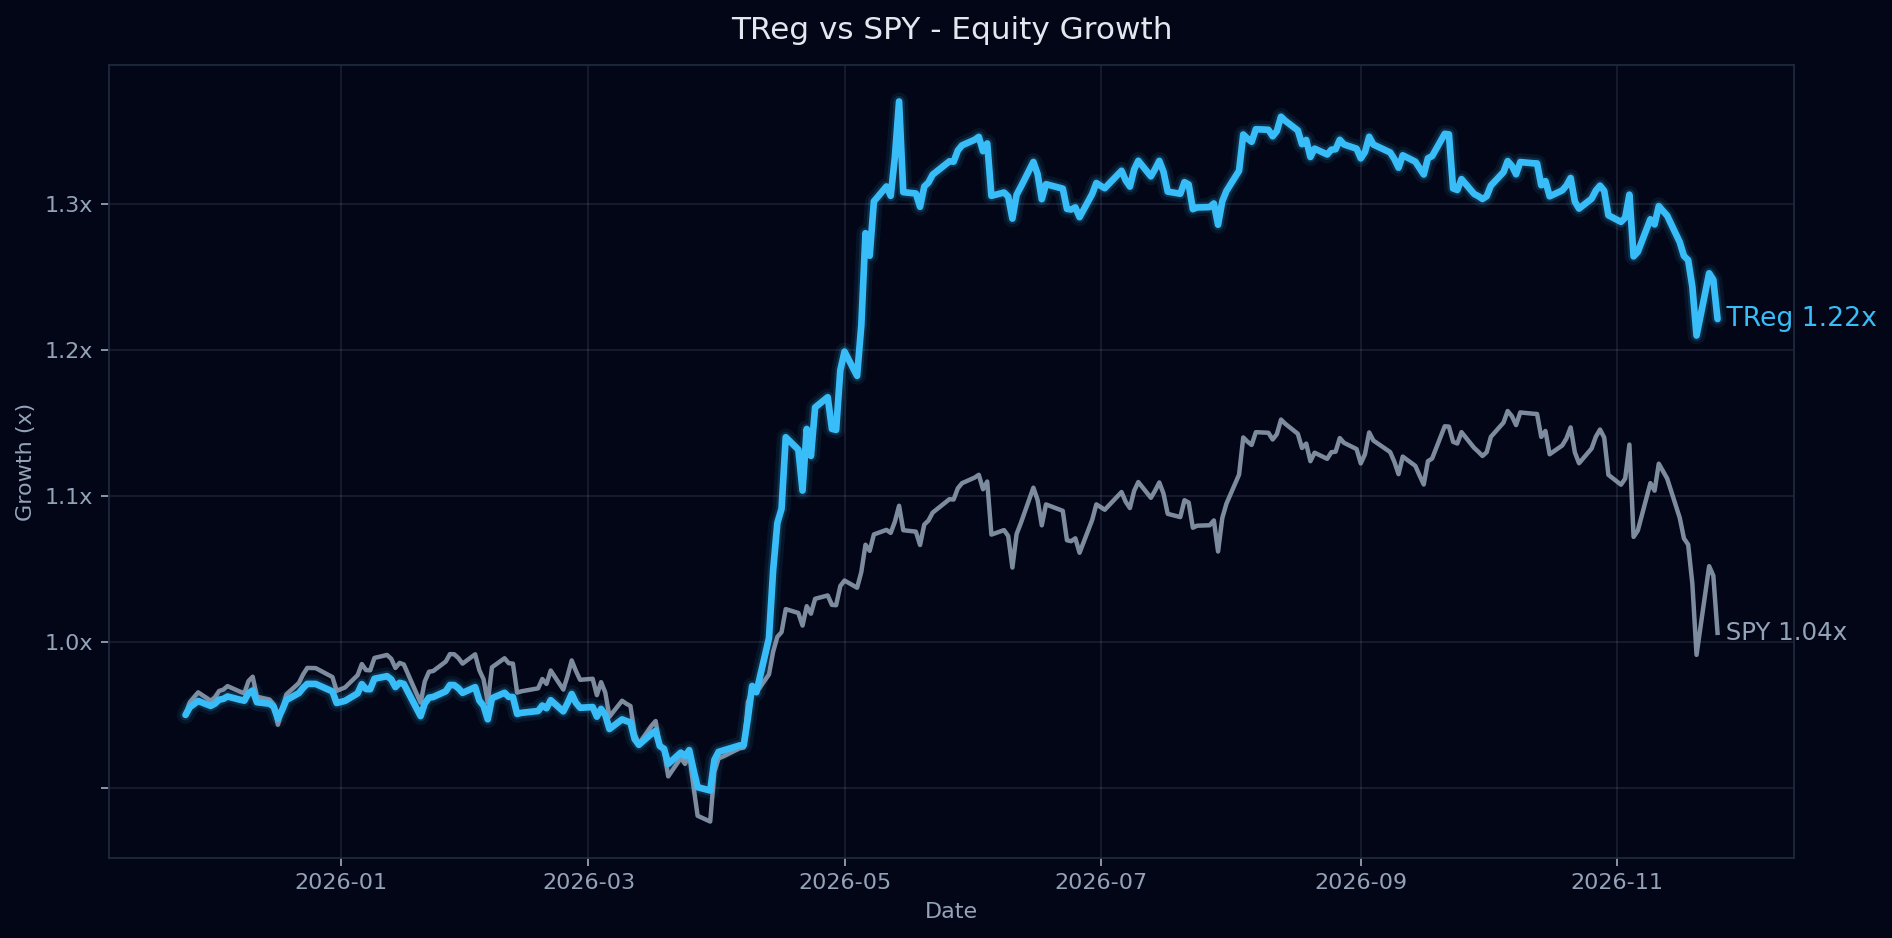 TReg vs SPY - Equity Growth
Growth (x)
1.3x
1.2x
1.1x
1.0x
TReg 1.22x
SPY 1.04x
2026-01
2026-03
2026-05
2026-07
2026-09
2026-11
Date